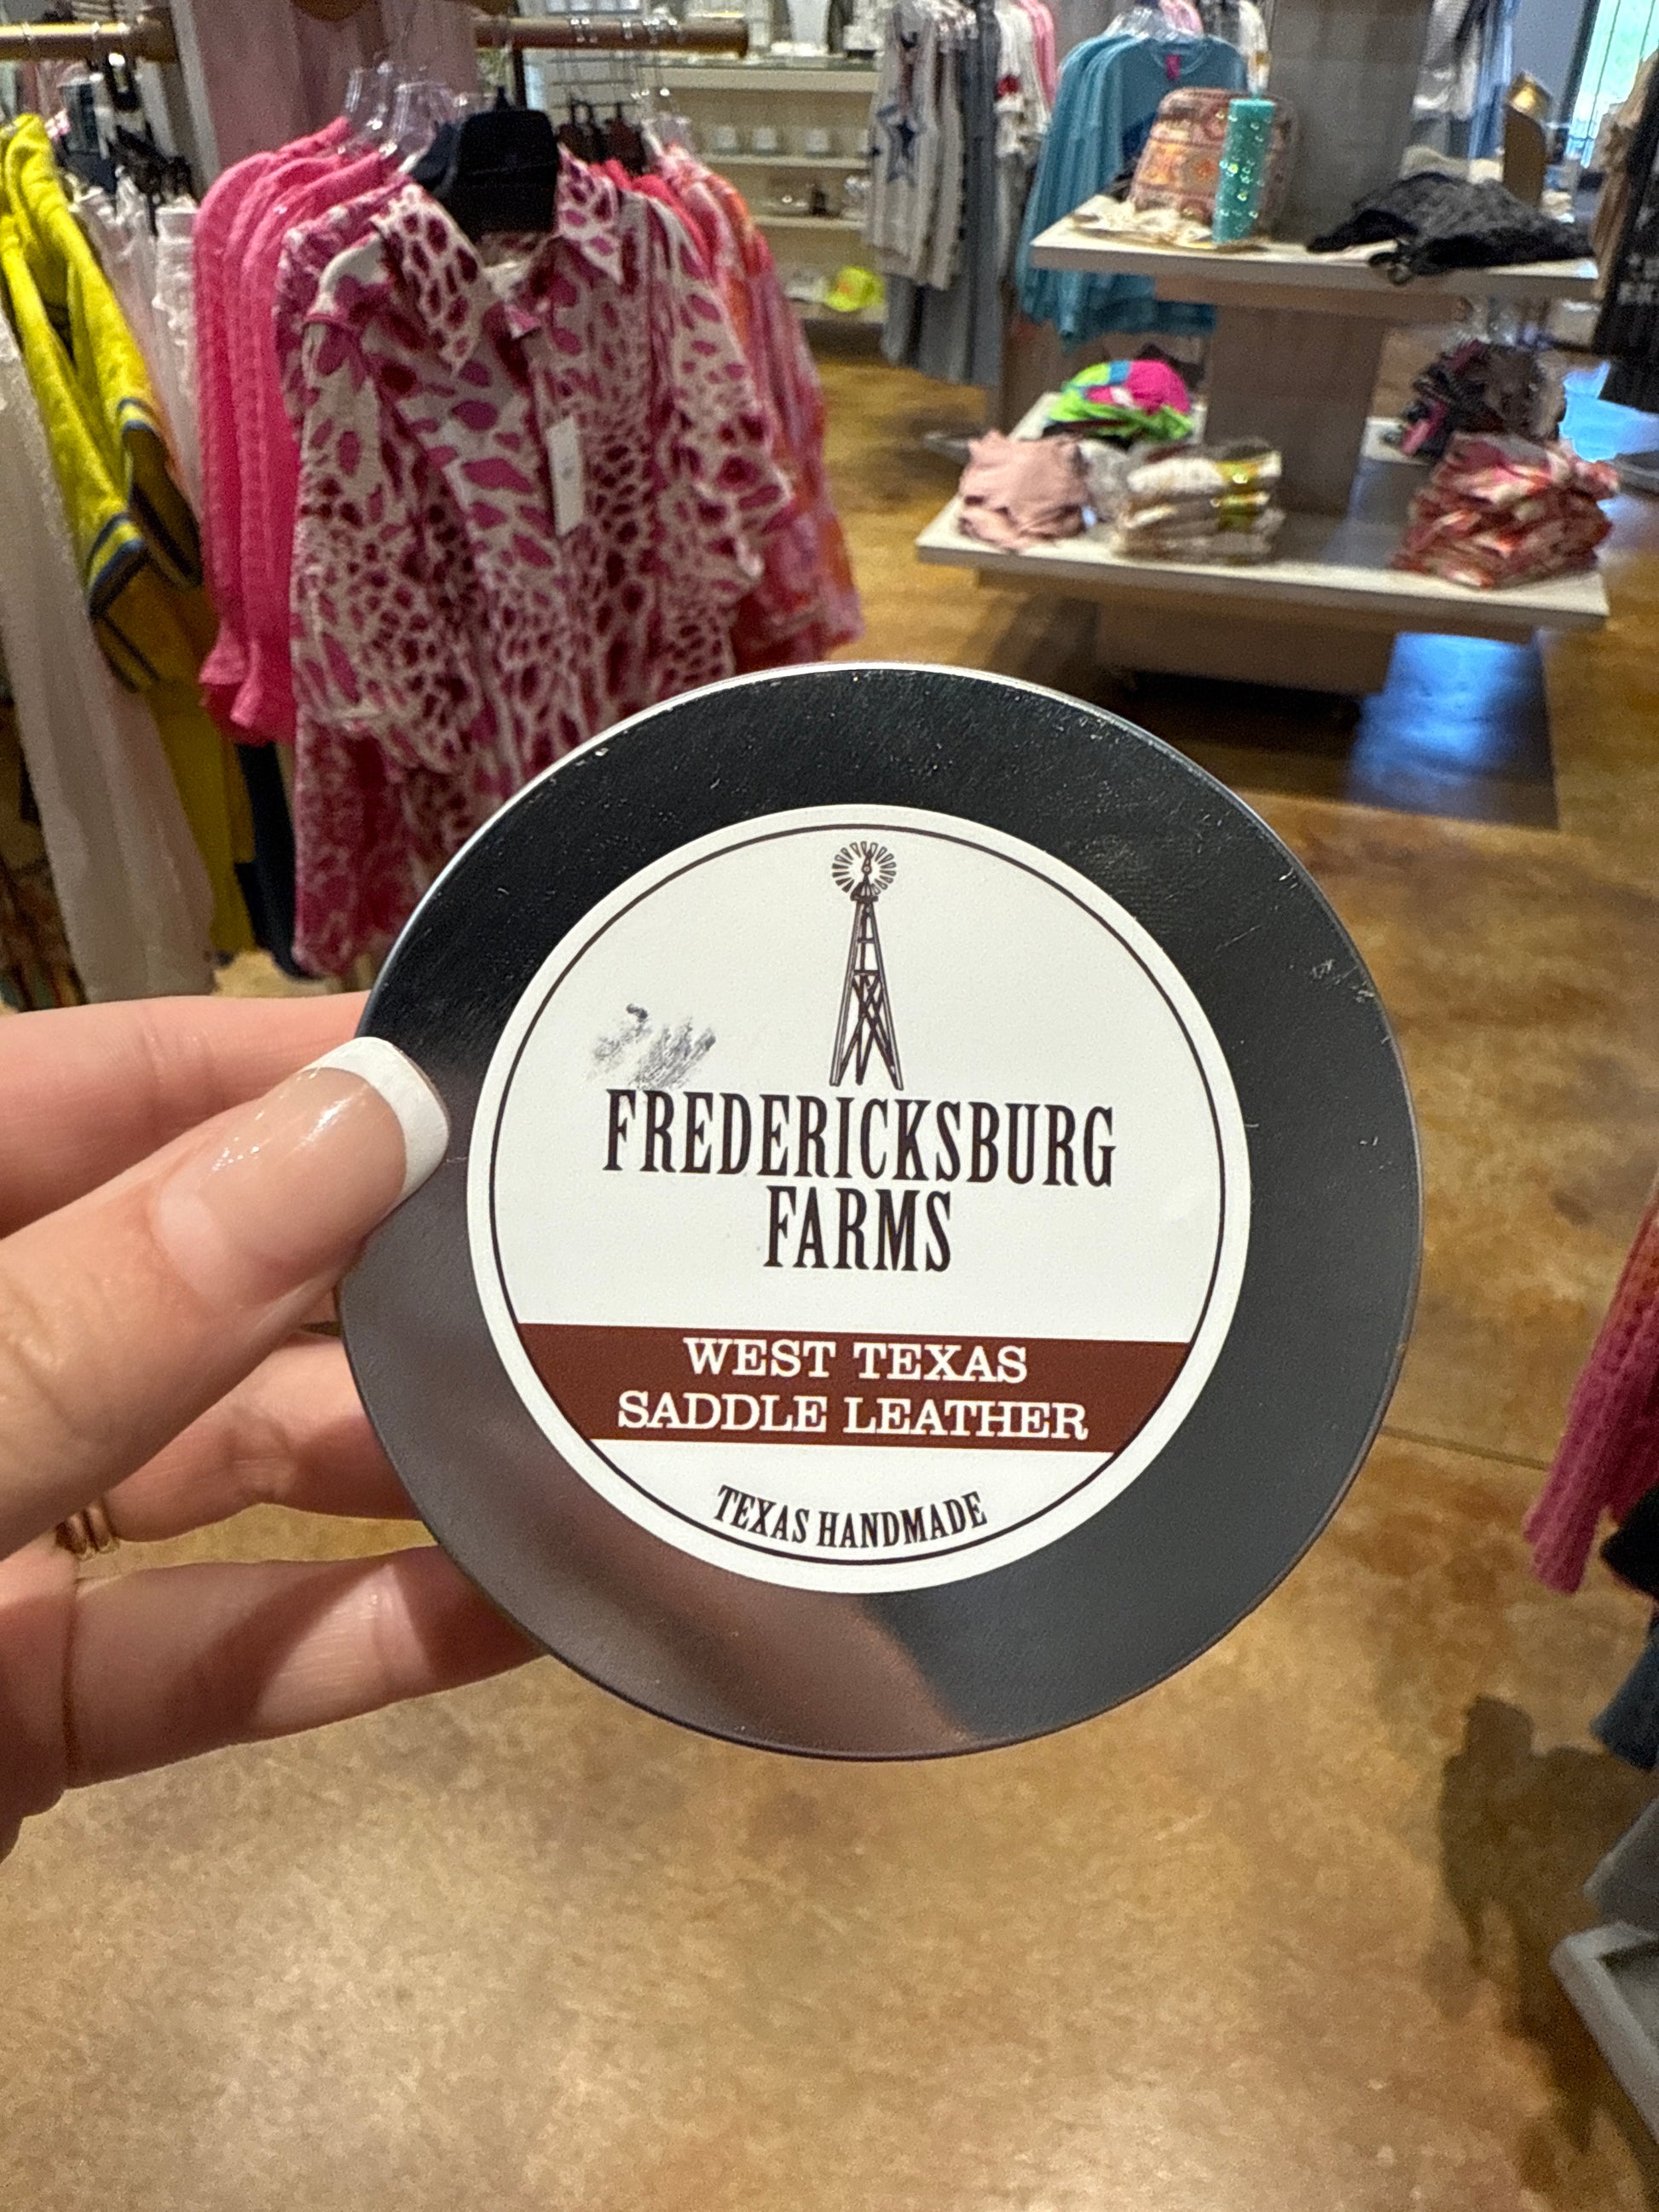 FREDERICKSBURG
FARMS
WEST TEXAS
SADDLE LEATHER
TEXAS HANDMADE